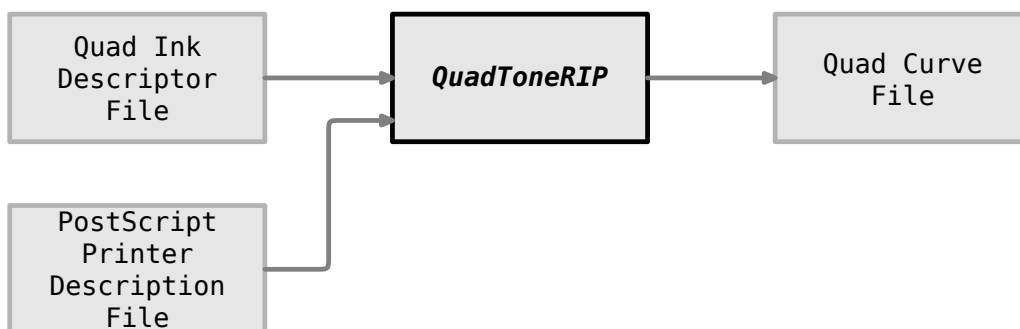 Quad Ink
Descriptor
File
QuadToneRIP
Quad Curve
File
PostScript
Printer
Description
File